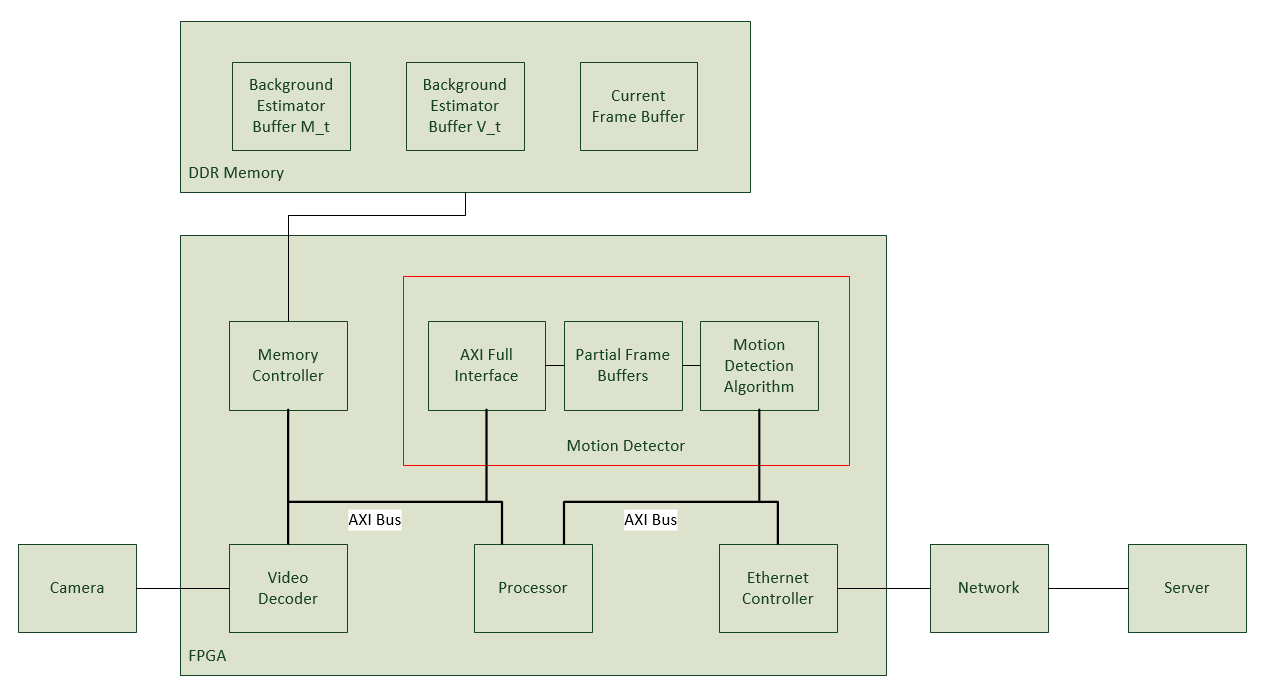 Background
Estimator
Buffer M_t
Background
Estimator
Buffer V_t
Current
Frame Buffer
DDR Memory
Memory
Controller
AXI Full
Interface
Partial Frame
Buffers
Motion
Detection
Algorithm
Motion Detector
AXI Bus
AXI Bus
Camera
Video
Decoder
Processor
Ethernet
Controller
Network
Server
FPGA